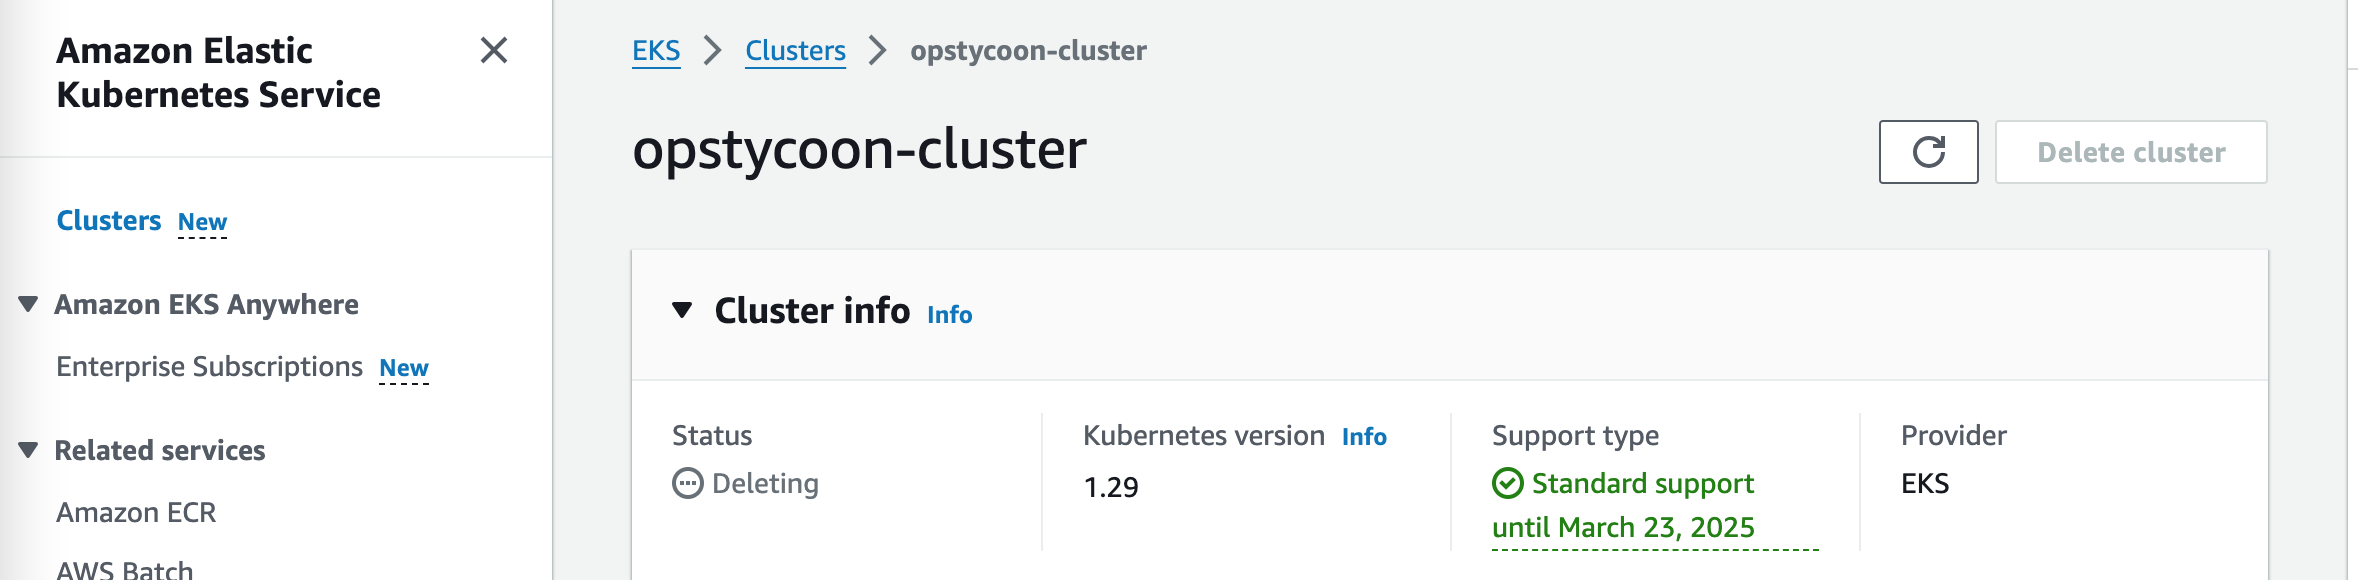 Amazon Elastic
Kubernetes Service
Clusters New
Amazon EKS Anywhere
Enterprise Subscriptions New
Related services
Amazon ECR
AWS Batch
EKS > Clusters > opstycoon-cluster
opstycoon-cluster
Delete cluster
Cluster info Info
Status
Deleting
Kubernetes version Info
1.29
Support type
Standard support
until March 23, 2025
Provider
EKS